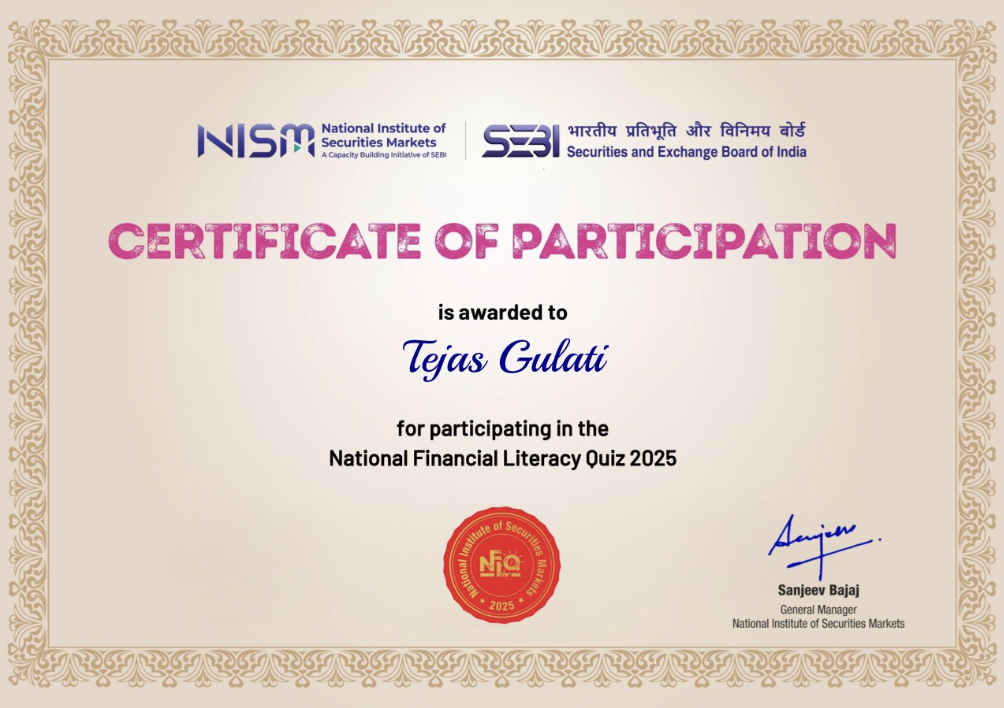 NISM National Institute of
Securities Markets
A Capacity Building Initiative of SEBI
SEBI भारतीय प्रतिभूति और विनिमय बोर्ड
Securities and Exchange Board of India
CERTIFICATE OF PARTICIPATION
is awarded to
Tejas Gulati
for participating in the
National Financial Literacy Quiz 2025
National Institute of Securities Markets
NFLQ
2025
Sanjeev
Sanjeev Bajaj
General Manager
National Institute of Securities Markets